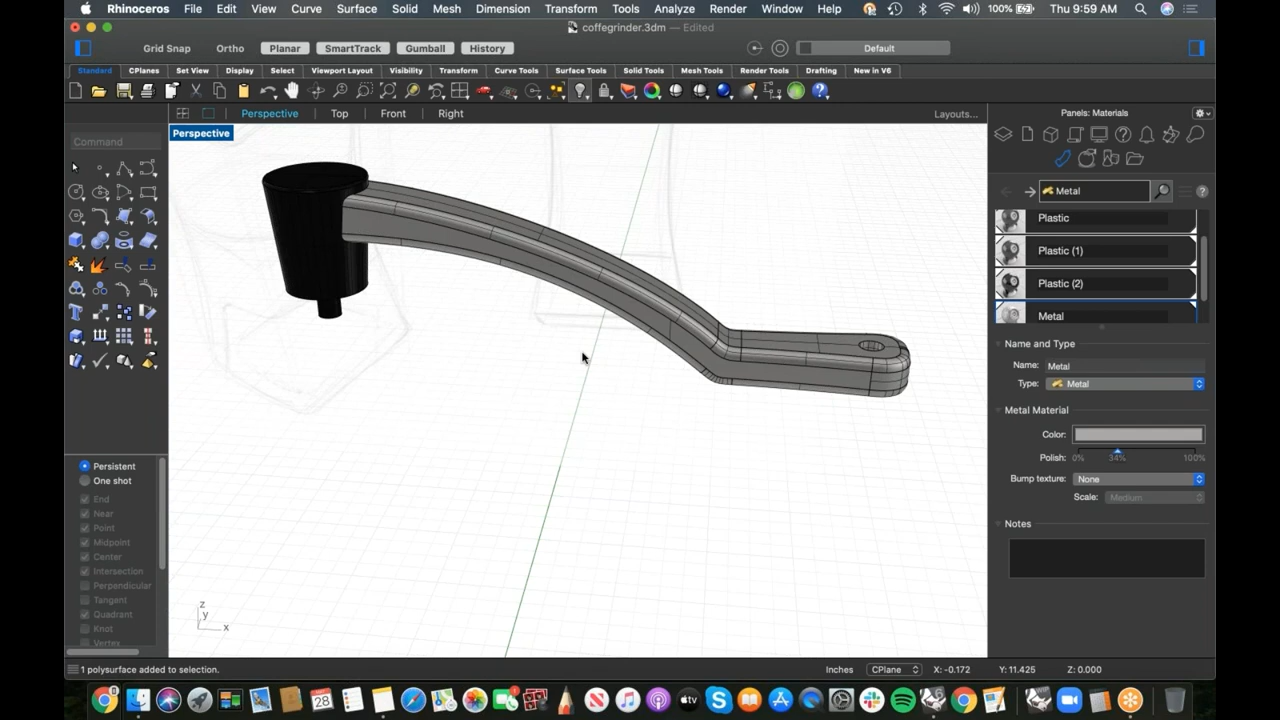 Rhinoceros File Edit View Curve Surface Solid Mesh Dimension Transform Tools Analyze Render Window Help 100% Thu 9:59 AM
coffegrinder.3dm — Edited
Grid Snap Ortho Planar SmartTrack Gumball History Default
Standard CPlanes Set View Display Select Viewport Layout Visibility Transform Curve Tools Surface Tools Solid Tools Mesh Tools Render Tools Drafting New in V6
Perspective Top Front Right Layouts... Panels: Materials
Perspective
Command
Metal
Plastic
Plastic (1)
Plastic (2)
Metal
Name and Type
Name: Metal
Type: Metal
Metal Material
Color:
Polish: 0% 34% 100%
Bump texture: None
Scale: Medium
Notes
Persistent
One shot
End
Near
Point
Midpoint
Center
Intersection
Perpendicular
Tangent
Quadrant
Knot
Vertex
z
y
x
1 polysurface added to selection. Inches CPlane X: -0.172 Y: 11.425 Z: 0.000
28
tv